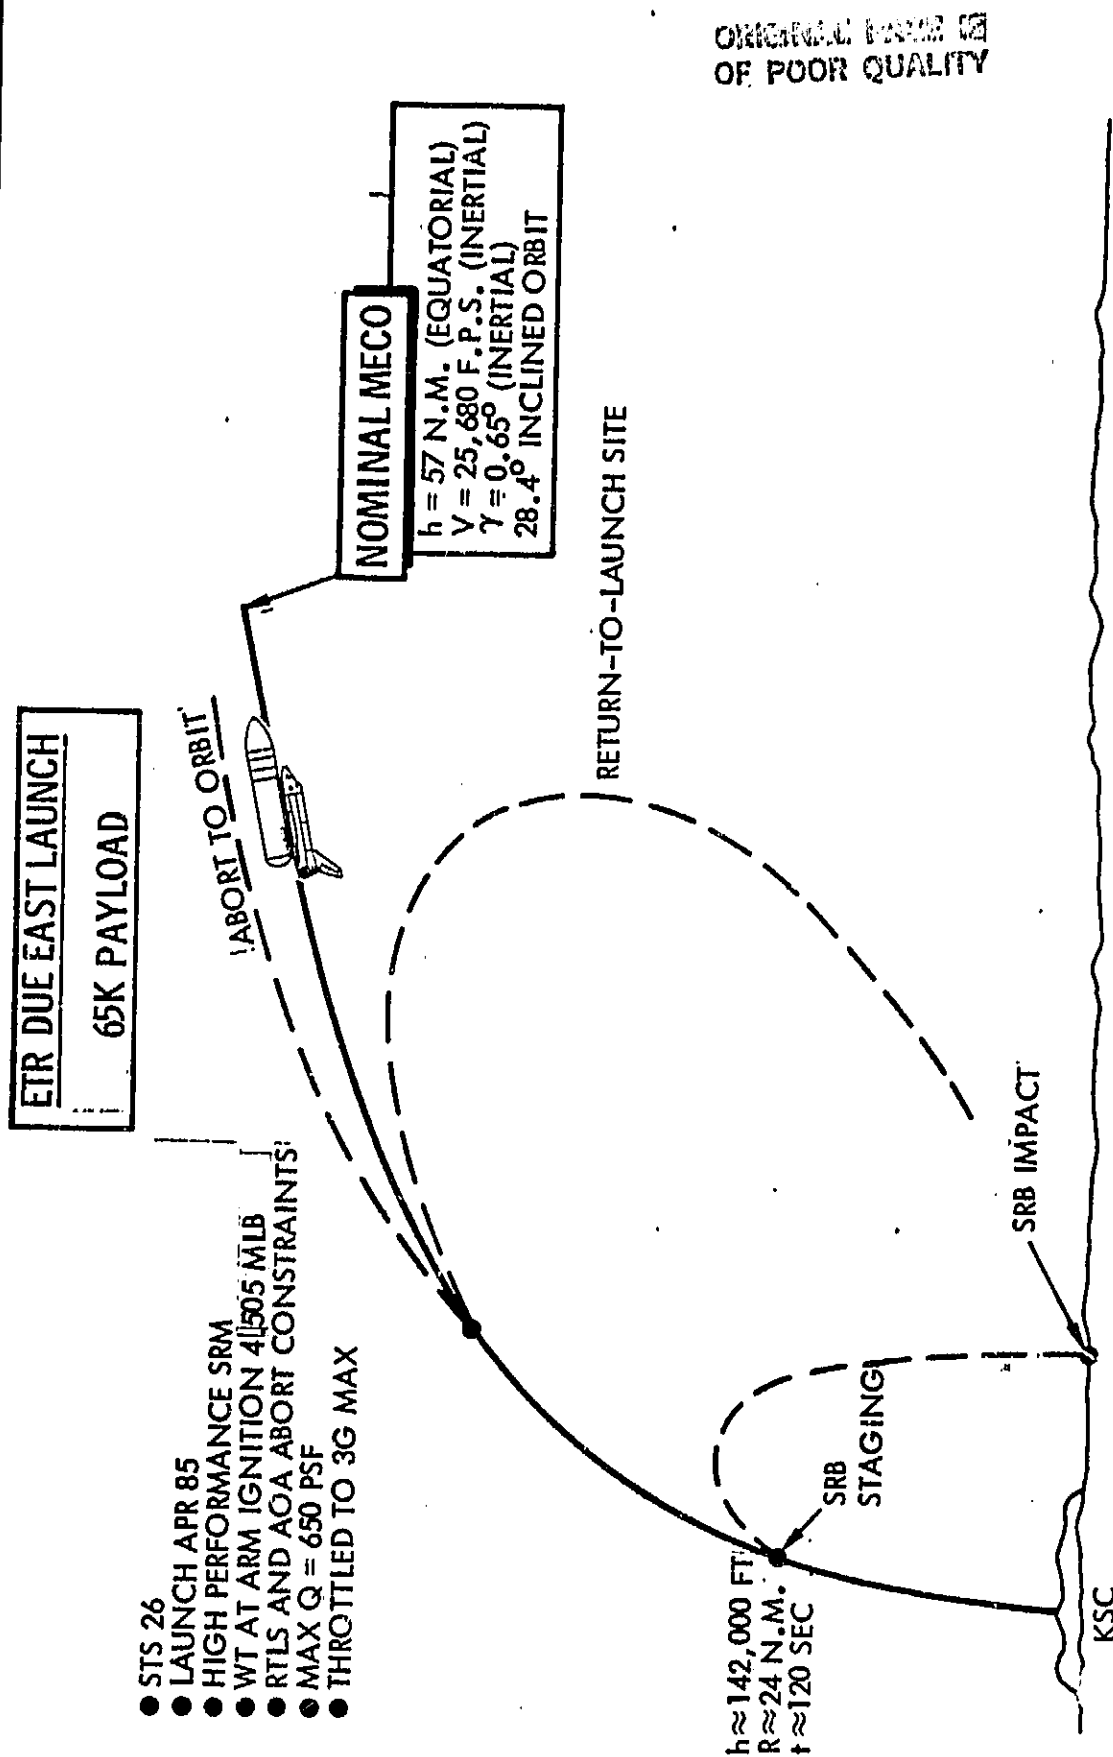 ORIGINAL PAGE IS
OF POOR QUALITY
ETR DUE EAST LAUNCH
65K PAYLOAD
● STS 26
● LAUNCH APR 85
● HIGH PERFORMANCE SRM
● WT AT ARM IGNITION 4.505 MLB
● RTLS AND AOA ABORT CONSTRAINTS
● MAX Q = 650 PSF
● THROTTLED TO 3G MAX
ABORT TO ORBIT
NOMINAL MECO
h = 57 N.M. (EQUATORIAL)
V = 25,680 F.P.S. (INERTIAL)
γ = 0.65° (INERTIAL)
28.4° INCLINED ORBIT
RETURN-TO-LAUNCH SITE
h≈142,000 FT
R≈24 N.M.
t≈120 SEC
SRB
STAGING
SRB IMPACT
KSC